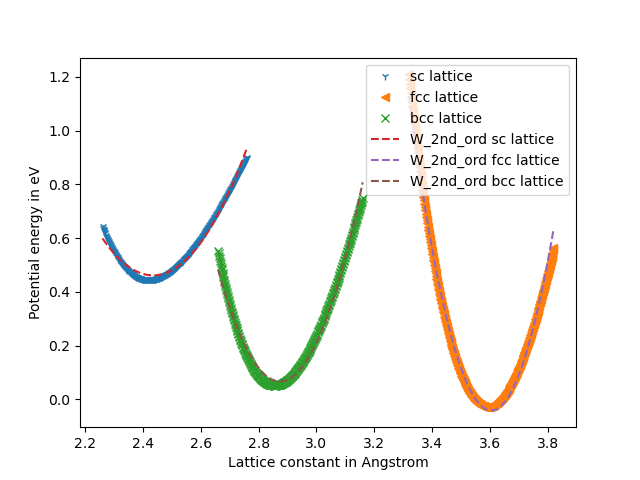 1.2
1.0
0.8
0.6
0.4
0.2
0.0
Potential energy in eV
sc lattice
fcc lattice
bcc lattice
W_2nd_ord sc lattice
W_2nd_ord fcc lattice
W_2nd_ord bcc lattice
2.2 2.4 2.6 2.8 3.0 3.2 3.4 3.6 3.8
Lattice constant in Angstrom